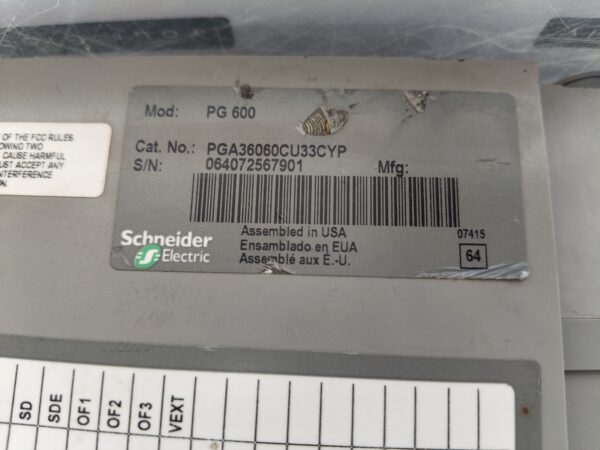 Mod: PG 600
Cat. No.: PGA36060CU33CYP
S/N: 064072567901 Mfg:
07415
64
Schneider
Electric
Assembled in USA
Ensamblado en EUA
Assemblé aux É.-U.
OF THE FCC RULES.
OWING TWO
CAUSE HARMFUL
UST ACCEPT ANY
NTERFERENCE
ON.
SD
SDE
OF1
OF2
OF3
VEXT